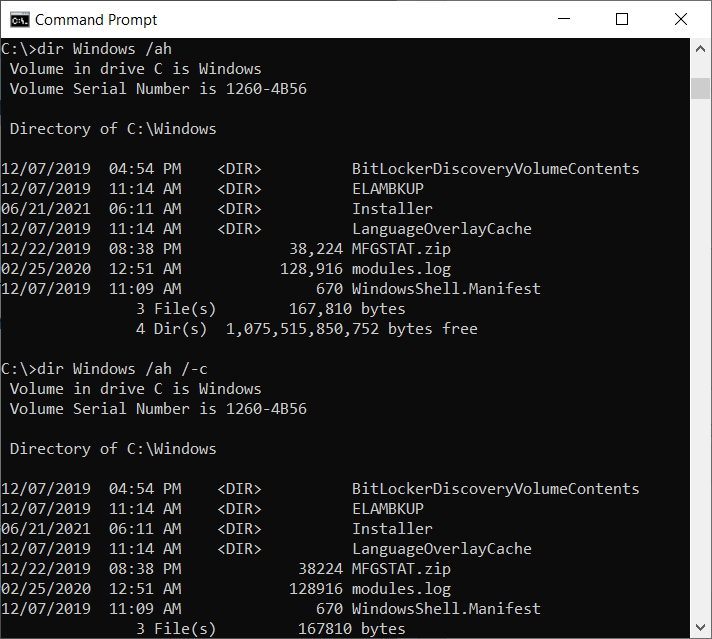 Command Prompt
C:\>dir Windows /ah
 Volume in drive C is Windows
 Volume Serial Number is 1260-4B56

 Directory of C:\Windows

12/07/2019  04:54 PM    <DIR>          BitLockerDiscoveryVolumeContents
12/07/2019  11:14 AM    <DIR>          ELAMBKUP
06/21/2021  06:11 AM    <DIR>          Installer
12/07/2019  11:14 AM    <DIR>          LanguageOverlayCache
12/22/2019  08:38 PM            38,224 MFGSTAT.zip
02/25/2020  12:51 AM           128,916 modules.log
12/07/2019  11:09 AM               670 WindowsShell.Manifest
               3 File(s)        167,810 bytes
               4 Dir(s)  1,075,515,850,752 bytes free

C:\>dir Windows /ah /-c
 Volume in drive C is Windows
 Volume Serial Number is 1260-4B56

 Directory of C:\Windows

12/07/2019  04:54 PM    <DIR>          BitLockerDiscoveryVolumeContents
12/07/2019  11:14 AM    <DIR>          ELAMBKUP
06/21/2021  06:11 AM    <DIR>          Installer
12/07/2019  11:14 AM    <DIR>          LanguageOverlayCache
12/22/2019  08:38 PM             38224 MFGSTAT.zip
02/25/2020  12:51 AM            128916 modules.log
12/07/2019  11:09 AM               670 WindowsShell.Manifest
               3 File(s)         167810 bytes